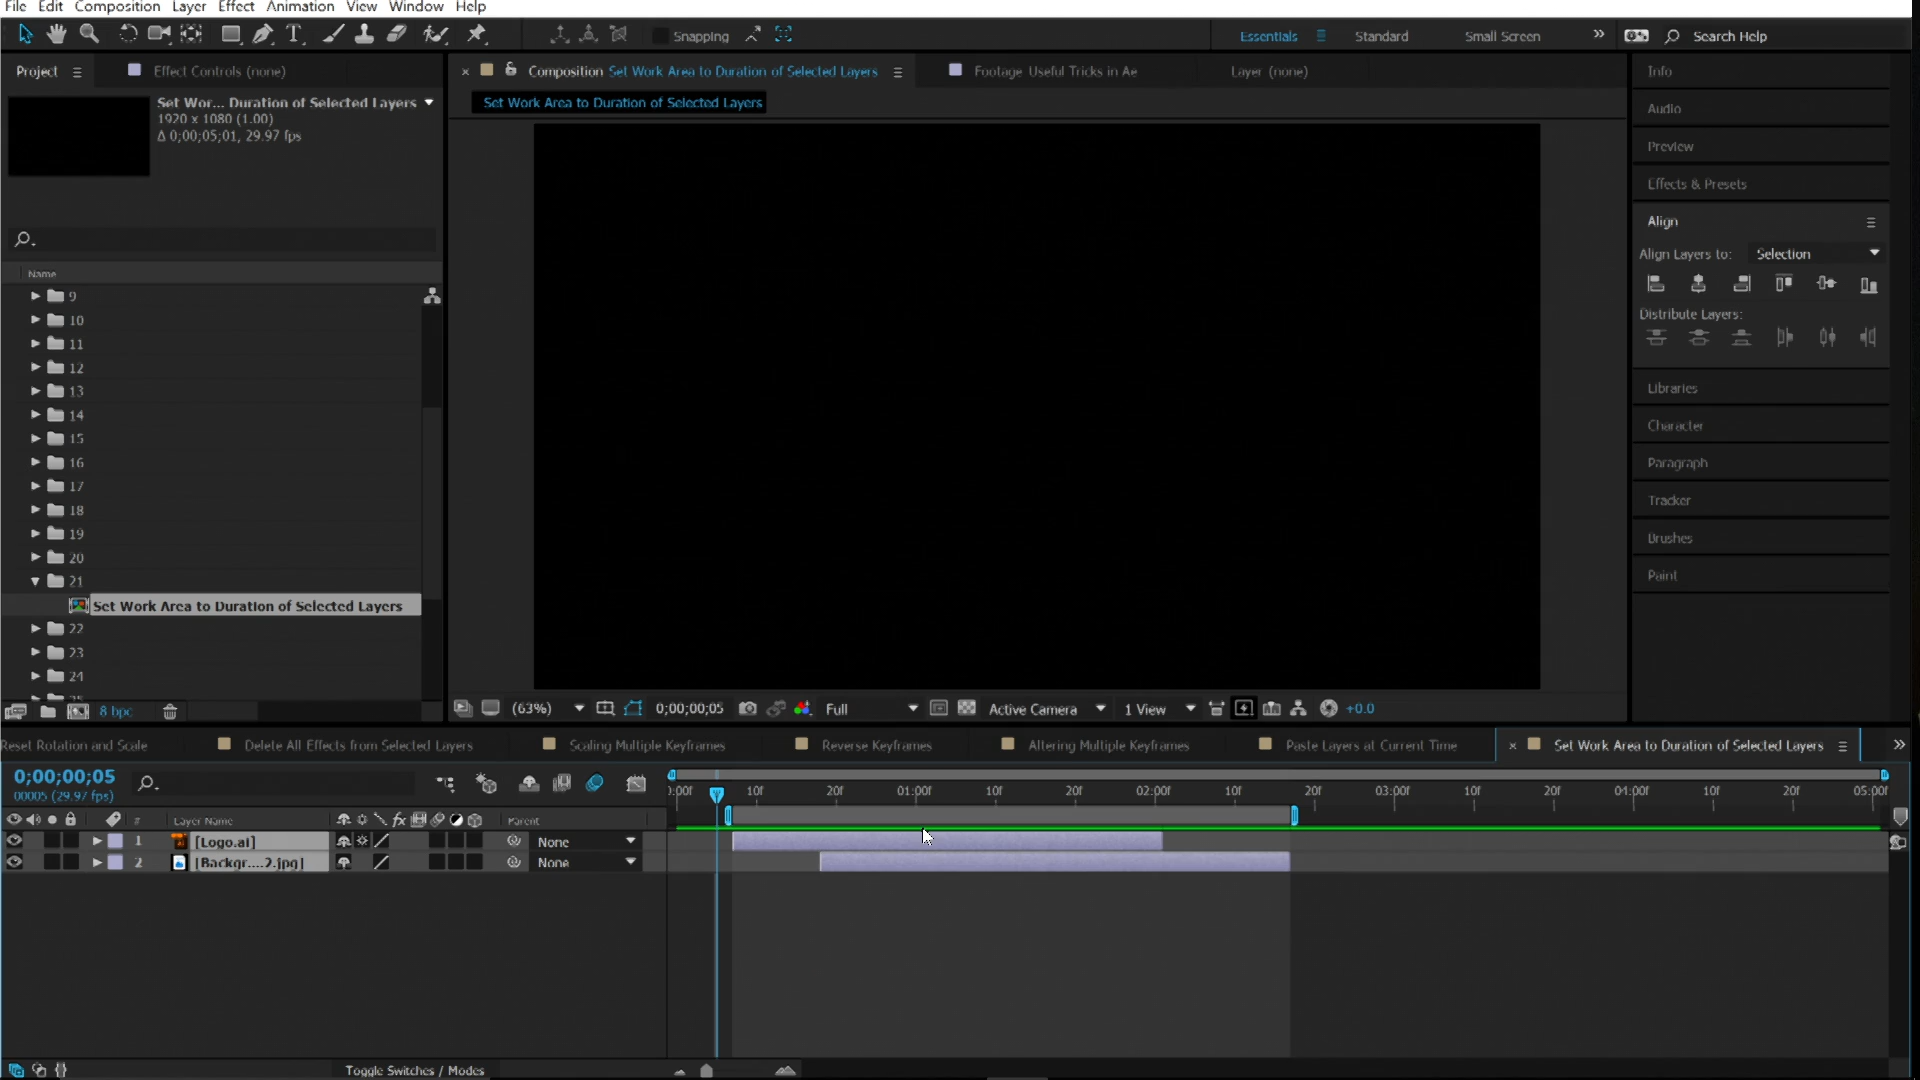 File Edit Composition Layer Effect Animation View Window Help
Snapping
Essentials
Standard
Small Screen
Search Help
Project
Effect Controls (none)
Composition Set Work Area to Duration of Selected Layers
Footage Useful Tricks in Ae
Layer (none)
Info
Set Wor... Duration of Selected Layers
1920 x 1080 (1.00)
Δ 0;00;05;01, 29.97 fps
Set Work Area to Duration of Selected Layers
Audio
Preview
Effects & Presets
Align
Align Layers to: Selection
Distribute Layers:
Libraries
Character
Paragraph
Tracker
Brushes
Paint
Name
9
10
11
12
13
14
15
16
17
18
19
20
21
Set Work Area to Duration of Selected Layers
22
23
24
25
8 bpc
(63%)
0;00;00;05
Full
Active Camera
1 View
+0.0
Reset Rotation and Scale
Delete All Effects from Selected Layers
Scaling Multiple Keyframes
Reverse Keyframes
Altering Multiple Keyframes
Paste Layers at Current Time
Set Work Area to Duration of Selected Layers
0;00;00;05
00005 (29.97 fps)
):00f 10f 20f 01:00f 10f 20f 02:00f 10f 20f 03:00f 10f 20f 04:00f 10f 20f 05:00f
# Layer Name fx Parent
1 [Logo.ai] None
2 [Backgr....2.jpg] None
Toggle Switches / Modes